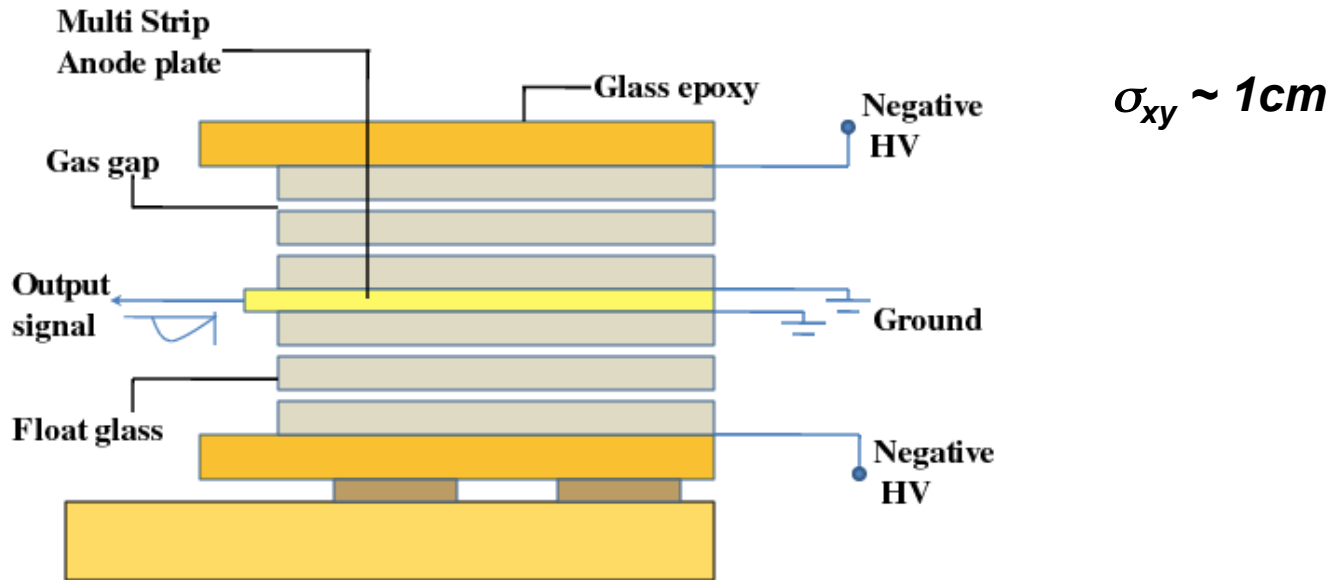 Multi Strip
Anode plate
Glass epoxy
Negative
HV
σxy ~ 1cm
Gas gap
Output
signal
Ground
Float glass
Negative
HV